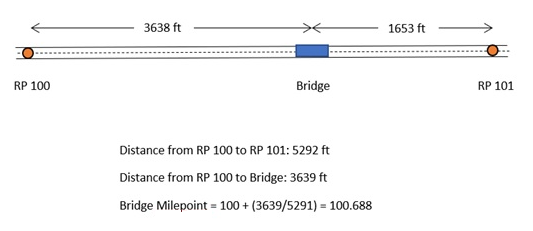 3638 ft
1653 ft
RP 100
Bridge
RP 101
Distance from RP 100 to RP 101: 5292 ft
Distance from RP 100 to Bridge: 3639 ft
Bridge Milepoint = 100 + (3639/5291) = 100.688